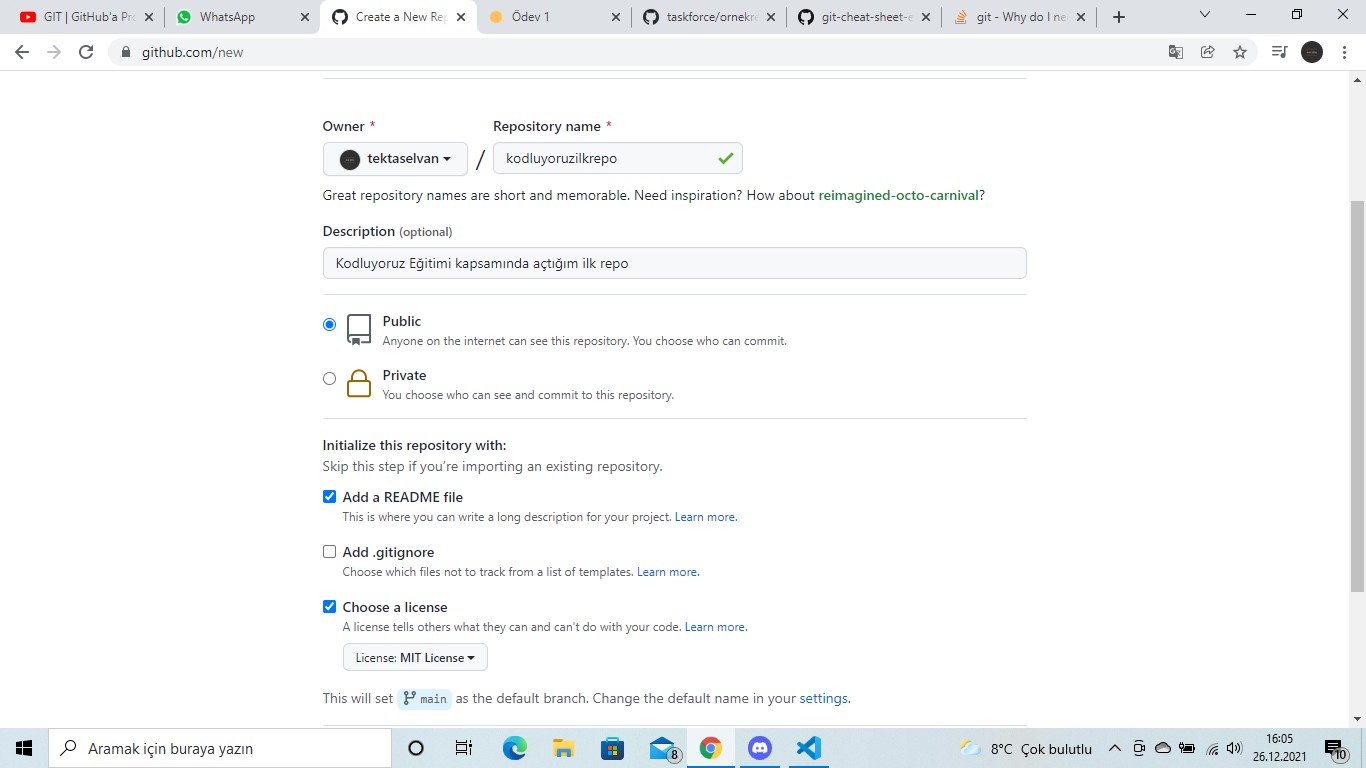 GIT | GitHub'a Pro
WhatsApp
Create a New Rep
Ödev 1
taskforce/ornekre
git-cheat-sheet-e
git - Why do I ne
github.com/new
Owner *
Repository name *
tektaselvan
/
kodluyoruzilkrepo
Great repository names are short and memorable. Need inspiration? How about reimagined-octo-carnival?
Description (optional)
Kodluyoruz Eğitimi kapsamında açtığım ilk repo
Public
Anyone on the internet can see this repository. You choose who can commit.
Private
You choose who can see and commit to this repository.
Initialize this repository with:
Skip this step if you're importing an existing repository.
Add a README file
This is where you can write a long description for your project. Learn more.
Add .gitignore
Choose which files not to track from a list of templates. Learn more.
Choose a license
A license tells others what they can and can't do with your code. Learn more.
License: MIT License
This will set main as the default branch. Change the default name in your settings.
Aramak için buraya yazın
8
8°C Çok bulutlu
16:05
26.12.2021
10